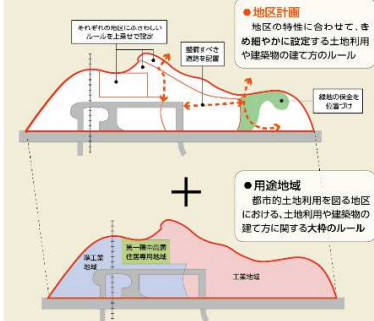 それぞれの地区にふさわしい
ルールを上乗せで設定
整備すべき
道路を配置
●地区計画
地区の特性に合わせて、き
め細やかに設定する土地利用
や建築物の建て方のルール
緑地の保全を
位置づけ
+
●用途地域
都市的土地利用を図る地区
における、土地利用や建築物の
建て方に関する大枠のルール
準工業
地域
第一種中高層
住居専用地域
工業地域